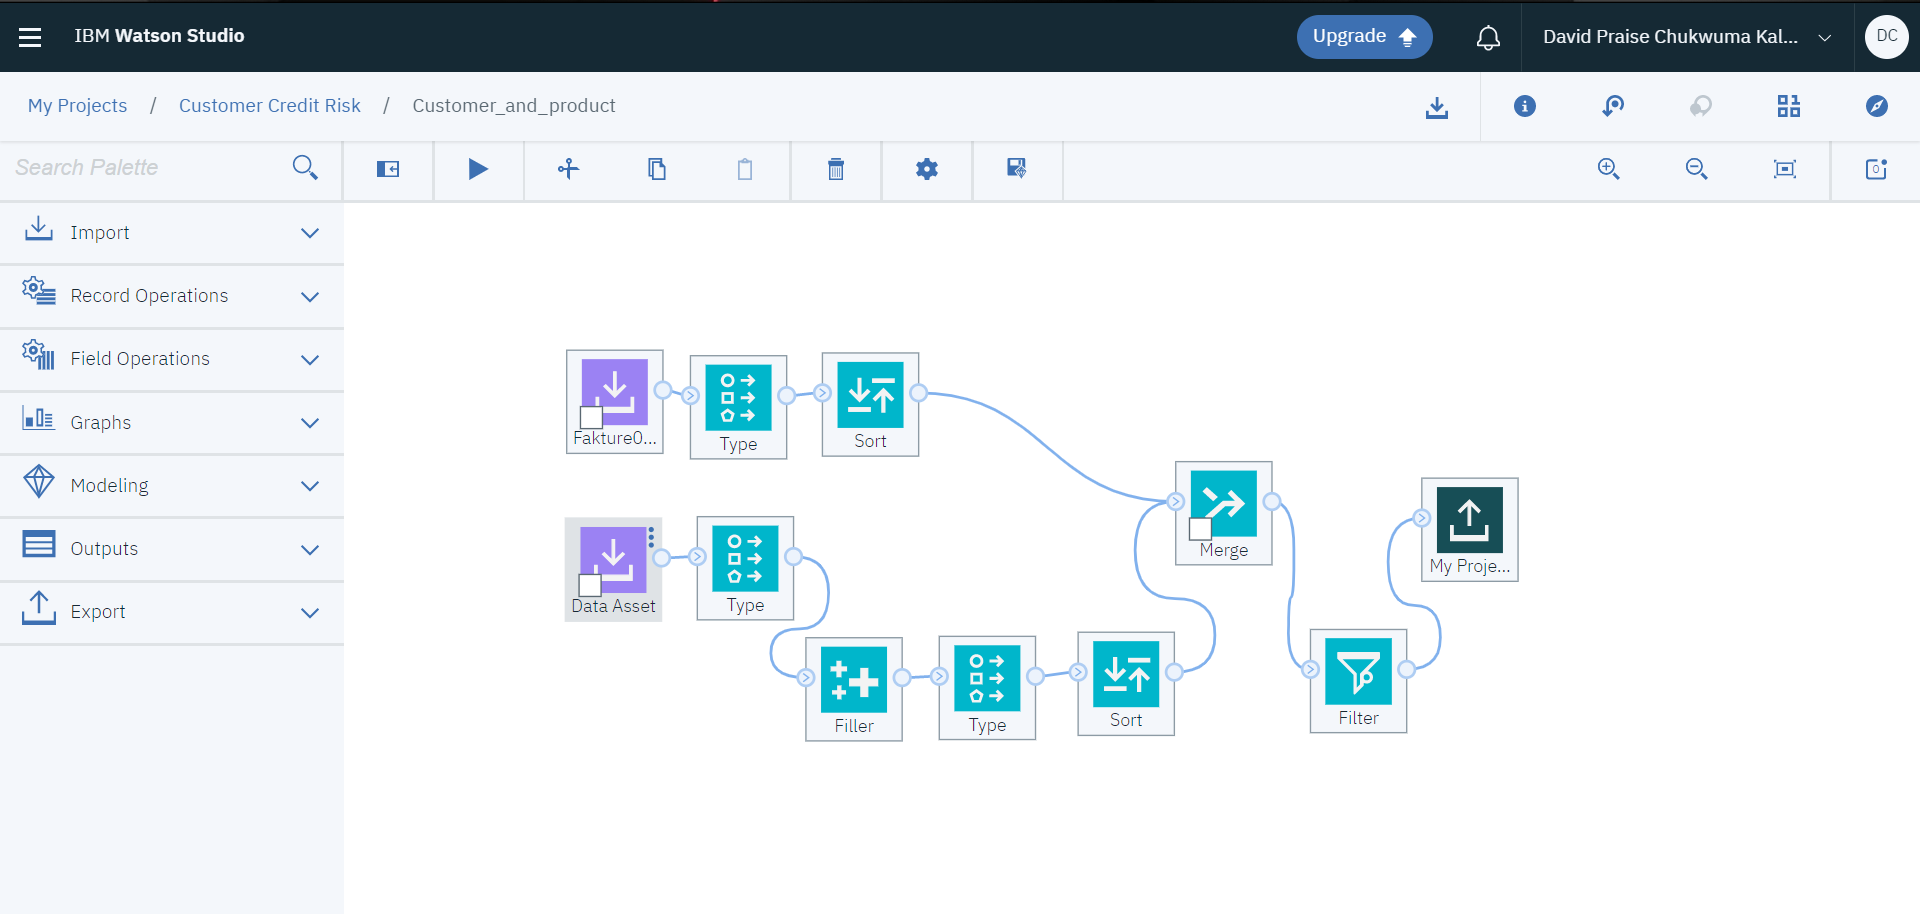 IBM Watson Studio
Upgrade
David Praise Chukwuma Kal...
DC
My Projects / Customer Credit Risk / Customer_and_product
Search Palette
Import
Record Operations
Field Operations
Graphs
Modeling
Outputs
Export
Fakture0...
Type
Sort
Data Asset
Type
Merge
My Proje...
Filler
Type
Sort
Filter